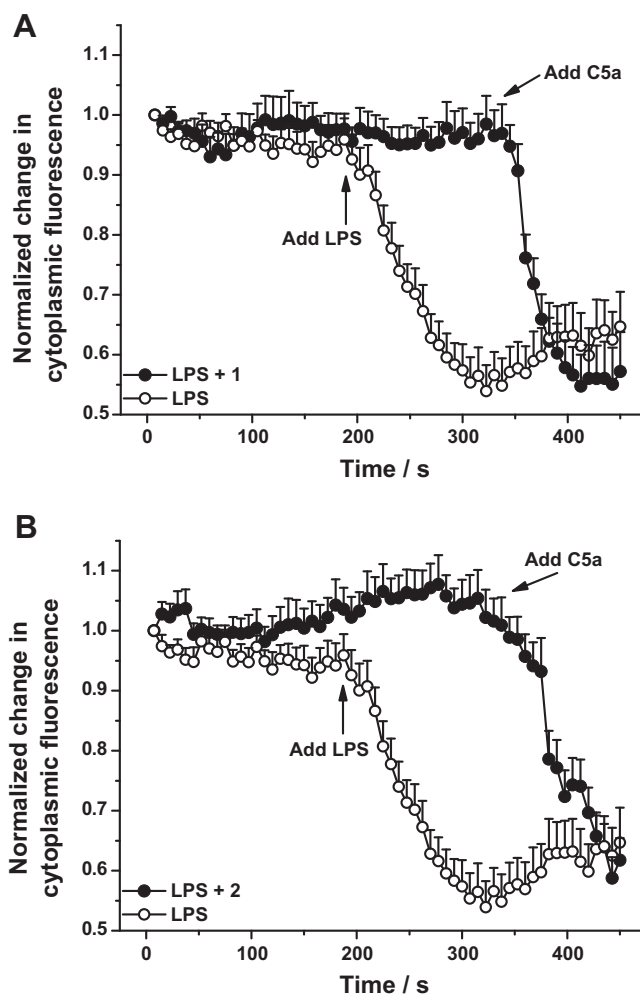 A
1.1
1.0
0.9
0.8
0.7
0.6
0.5
Normalized change in
cytoplasmic fluorescence
Add C5a
Add LPS
LPS + 1
LPS
0
100
200
300
400
Time / s
B
1.1
1.0
0.9
0.8
0.7
0.6
0.5
Normalized change in
cytoplasmic fluorescence
Add C5a
Add LPS
LPS + 2
LPS
0
100
200
300
400
Time / s